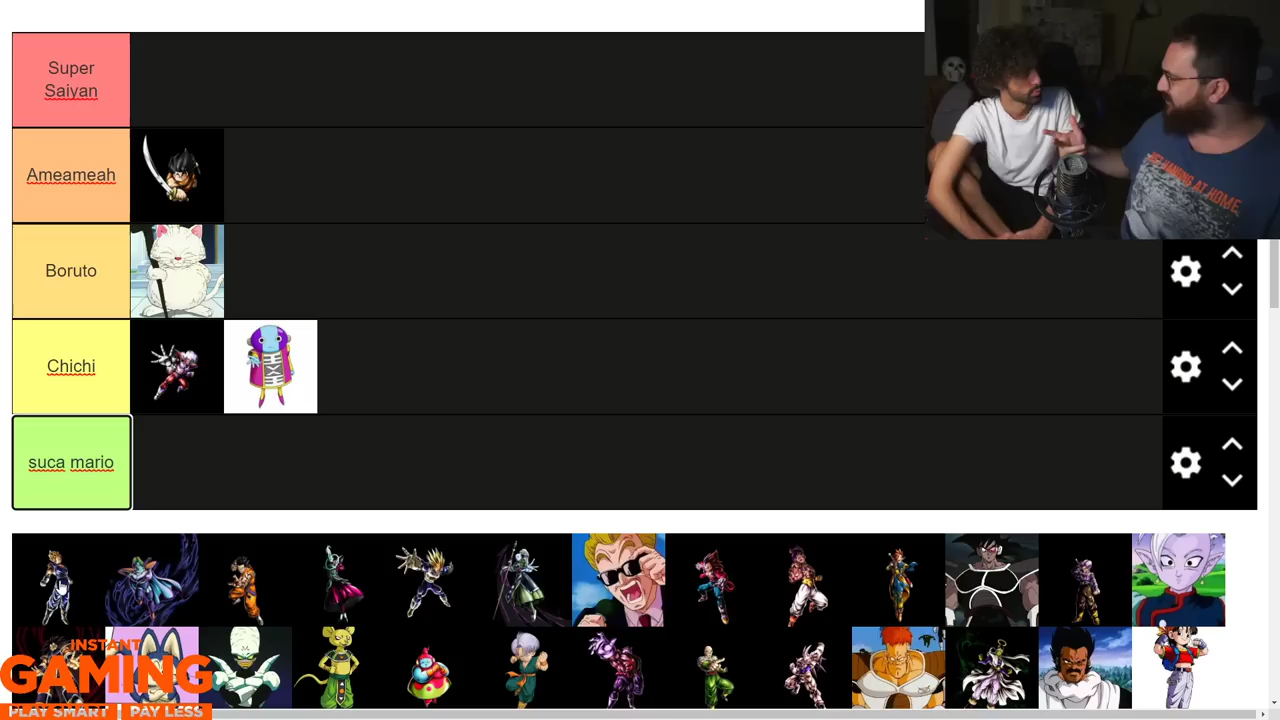 Super
Saiyan
Ameameah
Boruto
Chichi
suca mario
INSTANT
GAMING
PLAY SMART
PAY LESS